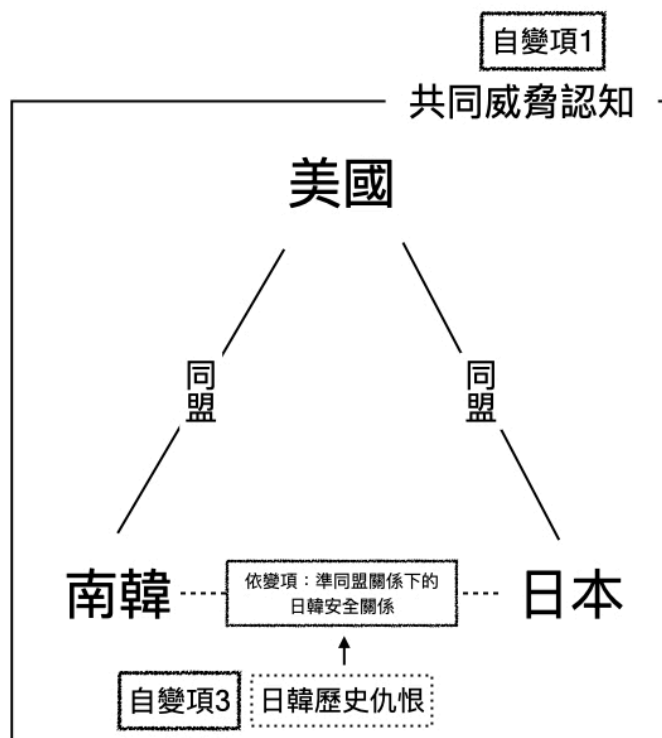 自變項1
共同威脅認知
美國
同
盟
同
盟
南韓
依變項：準同盟關係下的
日韓安全關係
日本
自變項3
日韓歷史仇恨